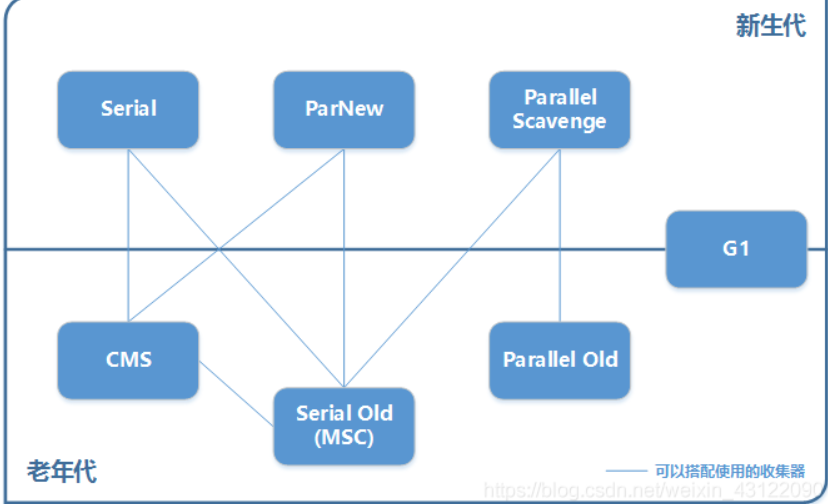 新生代
Serial
ParNew
Parallel
Scavenge
G1
CMS
Serial Old
(MSC)
Parallel Old
老年代
可以搭配使用的收集器
https://blog.csdn.net/weixin_43122090